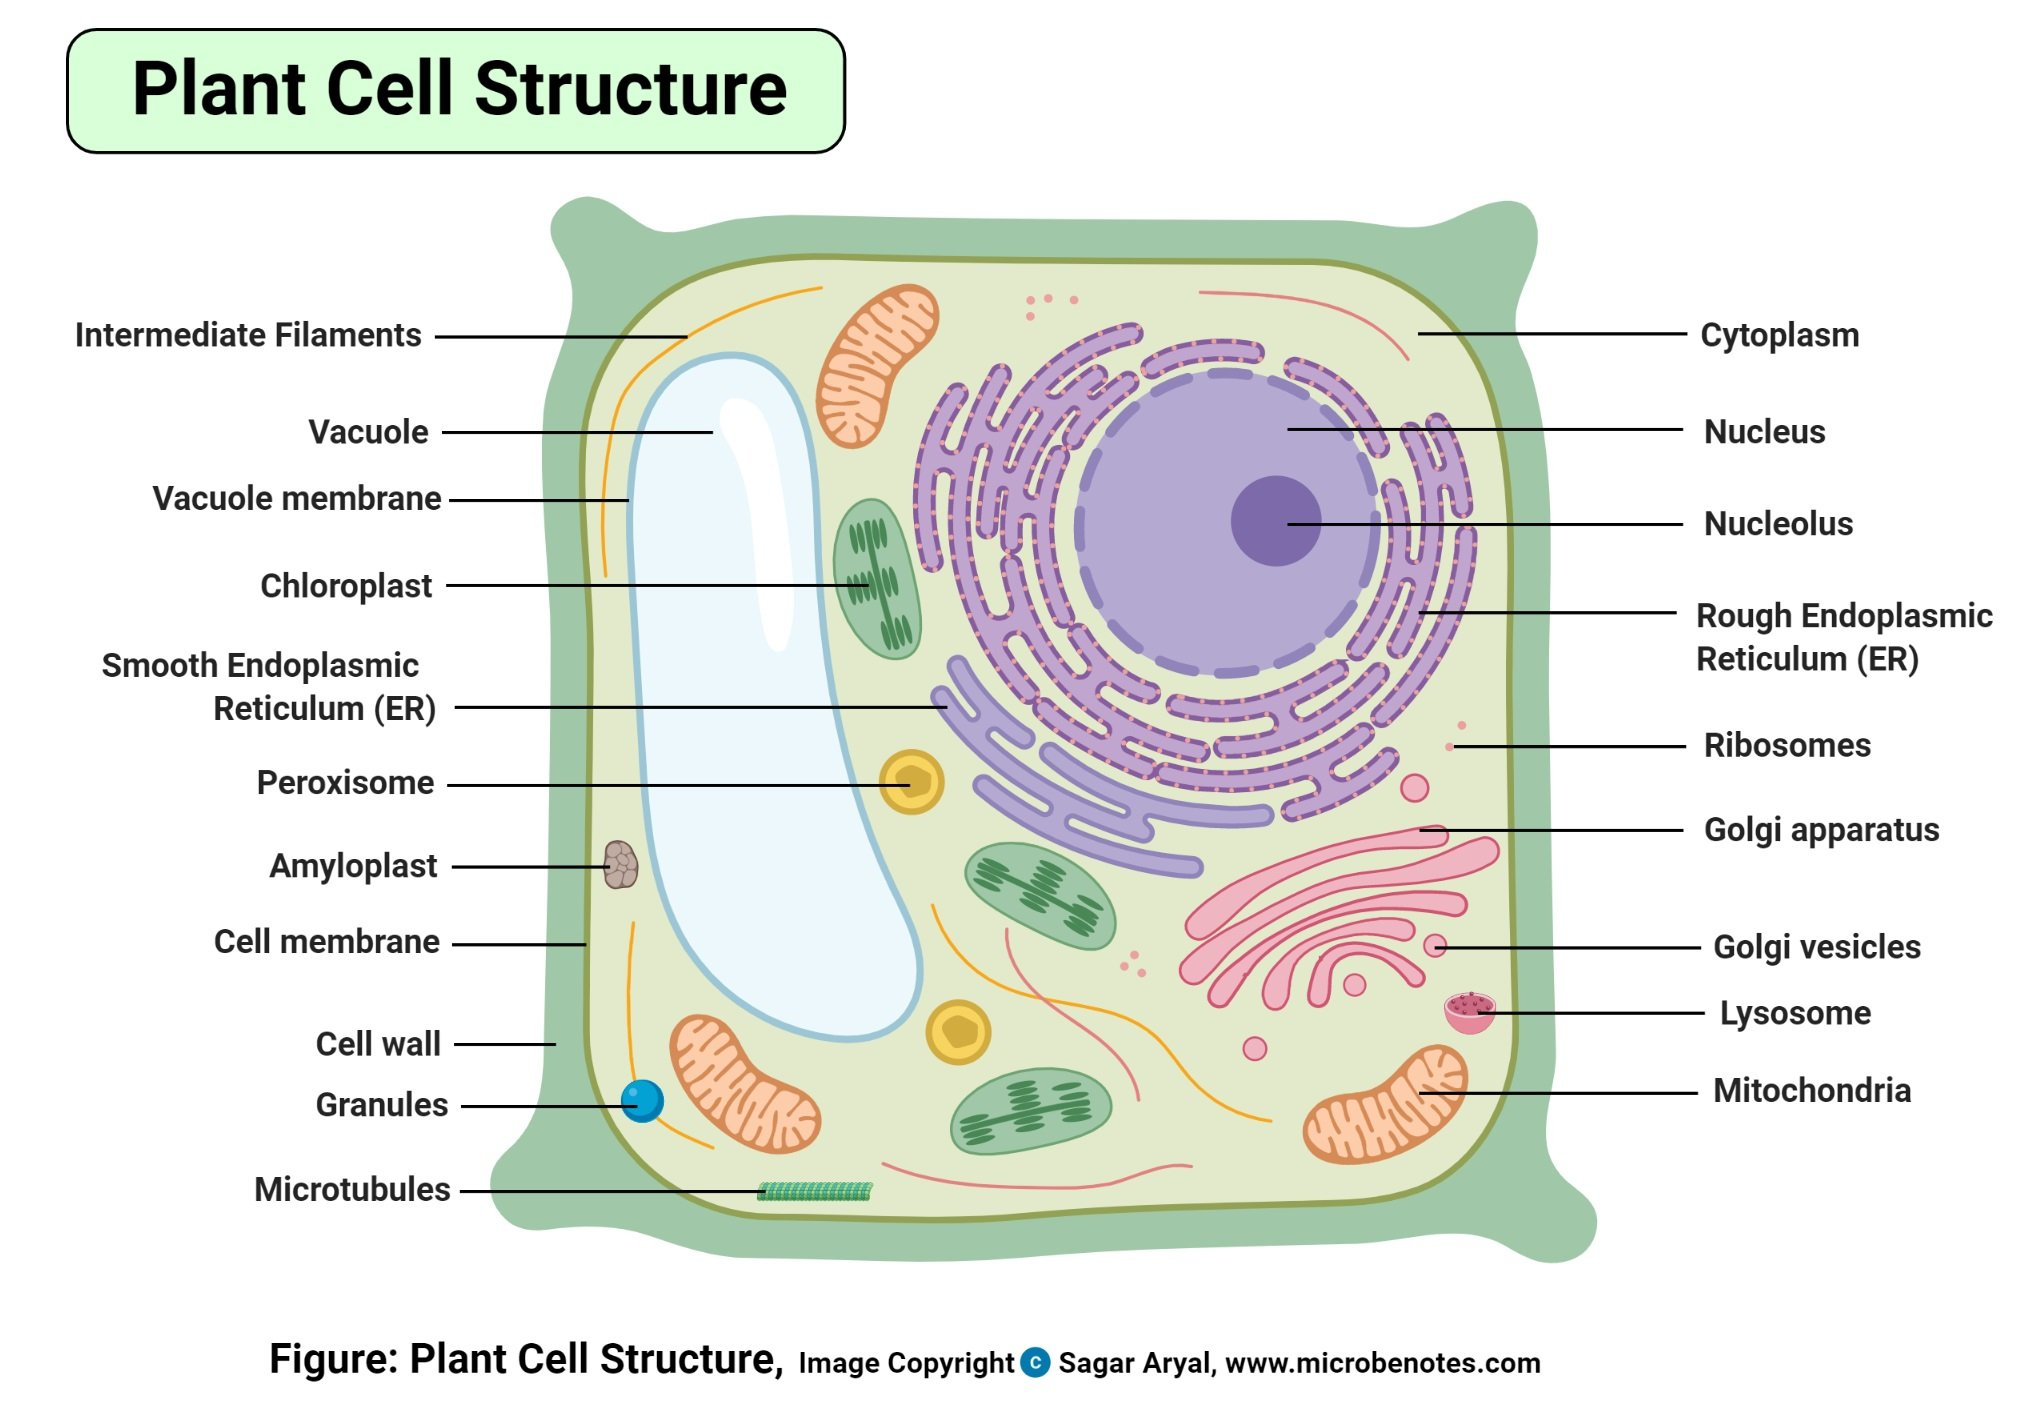 Plant Cell Structure
Intermediate Filaments
Vacuole
Vacuole membrane
Chloroplast
Smooth Endoplasmic
Reticulum (ER)
Peroxisome
Amyloplast
Cell membrane
Cell wall
Granules
Microtubules
Cytoplasm
Nucleus
Nucleolus
Rough Endoplasmic
Reticulum (ER)
Ribosomes
Golgi apparatus
Golgi vesicles
Lysosome
Mitochondria
Figure: Plant Cell Structure, Image Copyright © Sagar Aryal, www.microbenotes.com